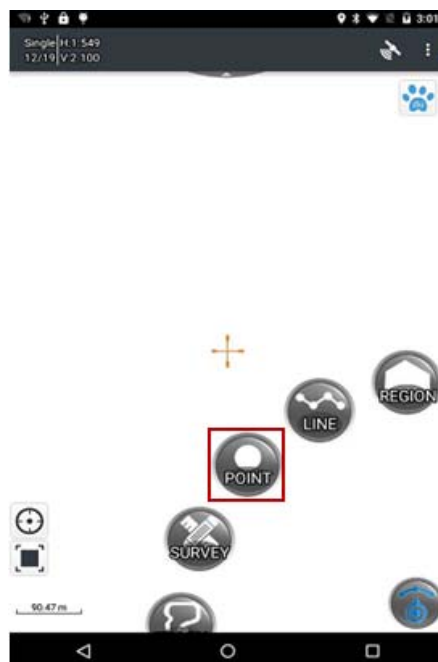 3:01
Single H:1.549
12/19 V:2.100
REGION
LINE
POINT
SURVEY
90.47 m